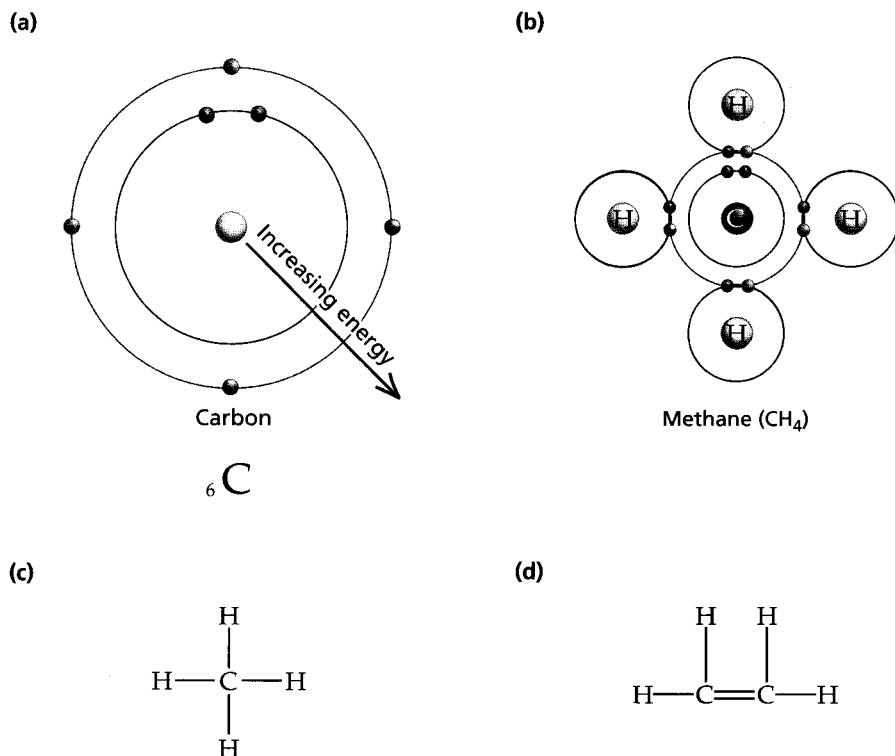 (a)
(b)
Increasing energy
Carbon
₆C
H
H
C
H
H
Methane (CH₄)
(c)
(d)
H
H—C—H
H
H H
H—C=C—H